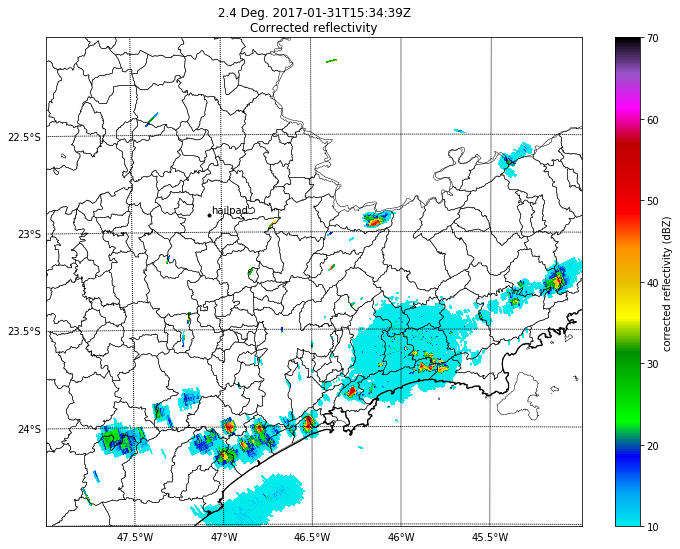 2.4 Deg. 2017-01-31T15:34:39Z
Corrected reflectivity
70
60
50
40
30
20
10
corrected reflectivity (dBZ)
22.5°S
23°S
23.5°S
24°S
hailpad
47.5°W
47°W
46.5°W
46°W
45.5°W